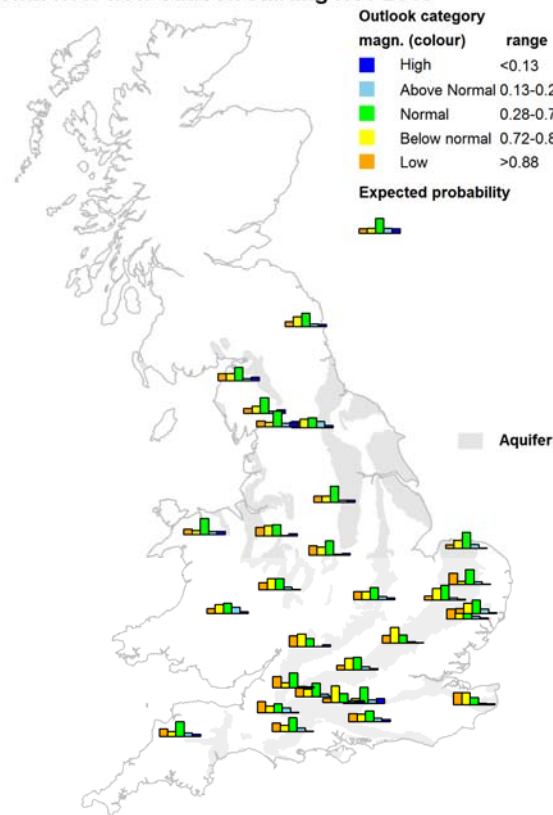 Outlook category
magn. (colour) range
High <0.13
Above Normal 0.13-0.2
Normal 0.28-0.7
Below normal 0.72-0.8
Low >0.88
Expected probability
Aquifer